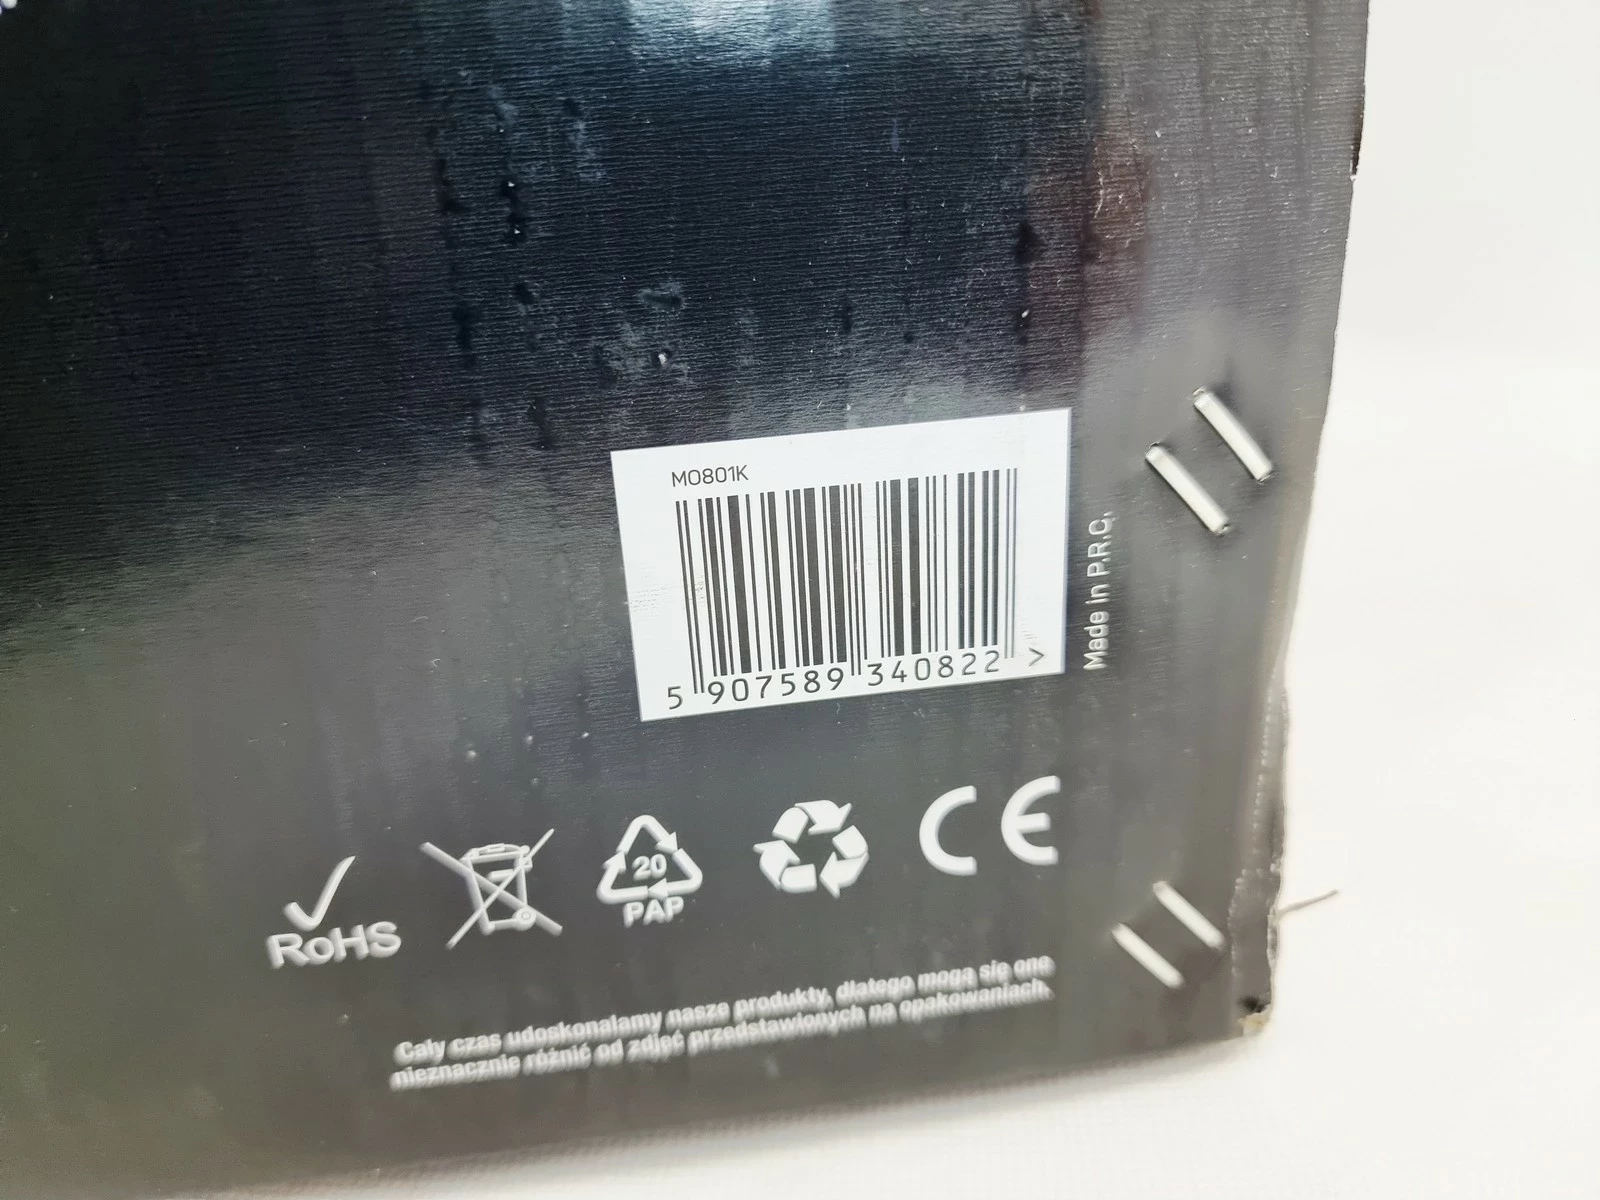 MO801K
5 907589 340822 >
Made in P.R.C.
RoHS
20
PAP
CE
Cały czas udoskonalamy nasze produkty, dlatego mogą się one
nieznacznie różnić od zdjęć przedstawionych na opakowaniach.